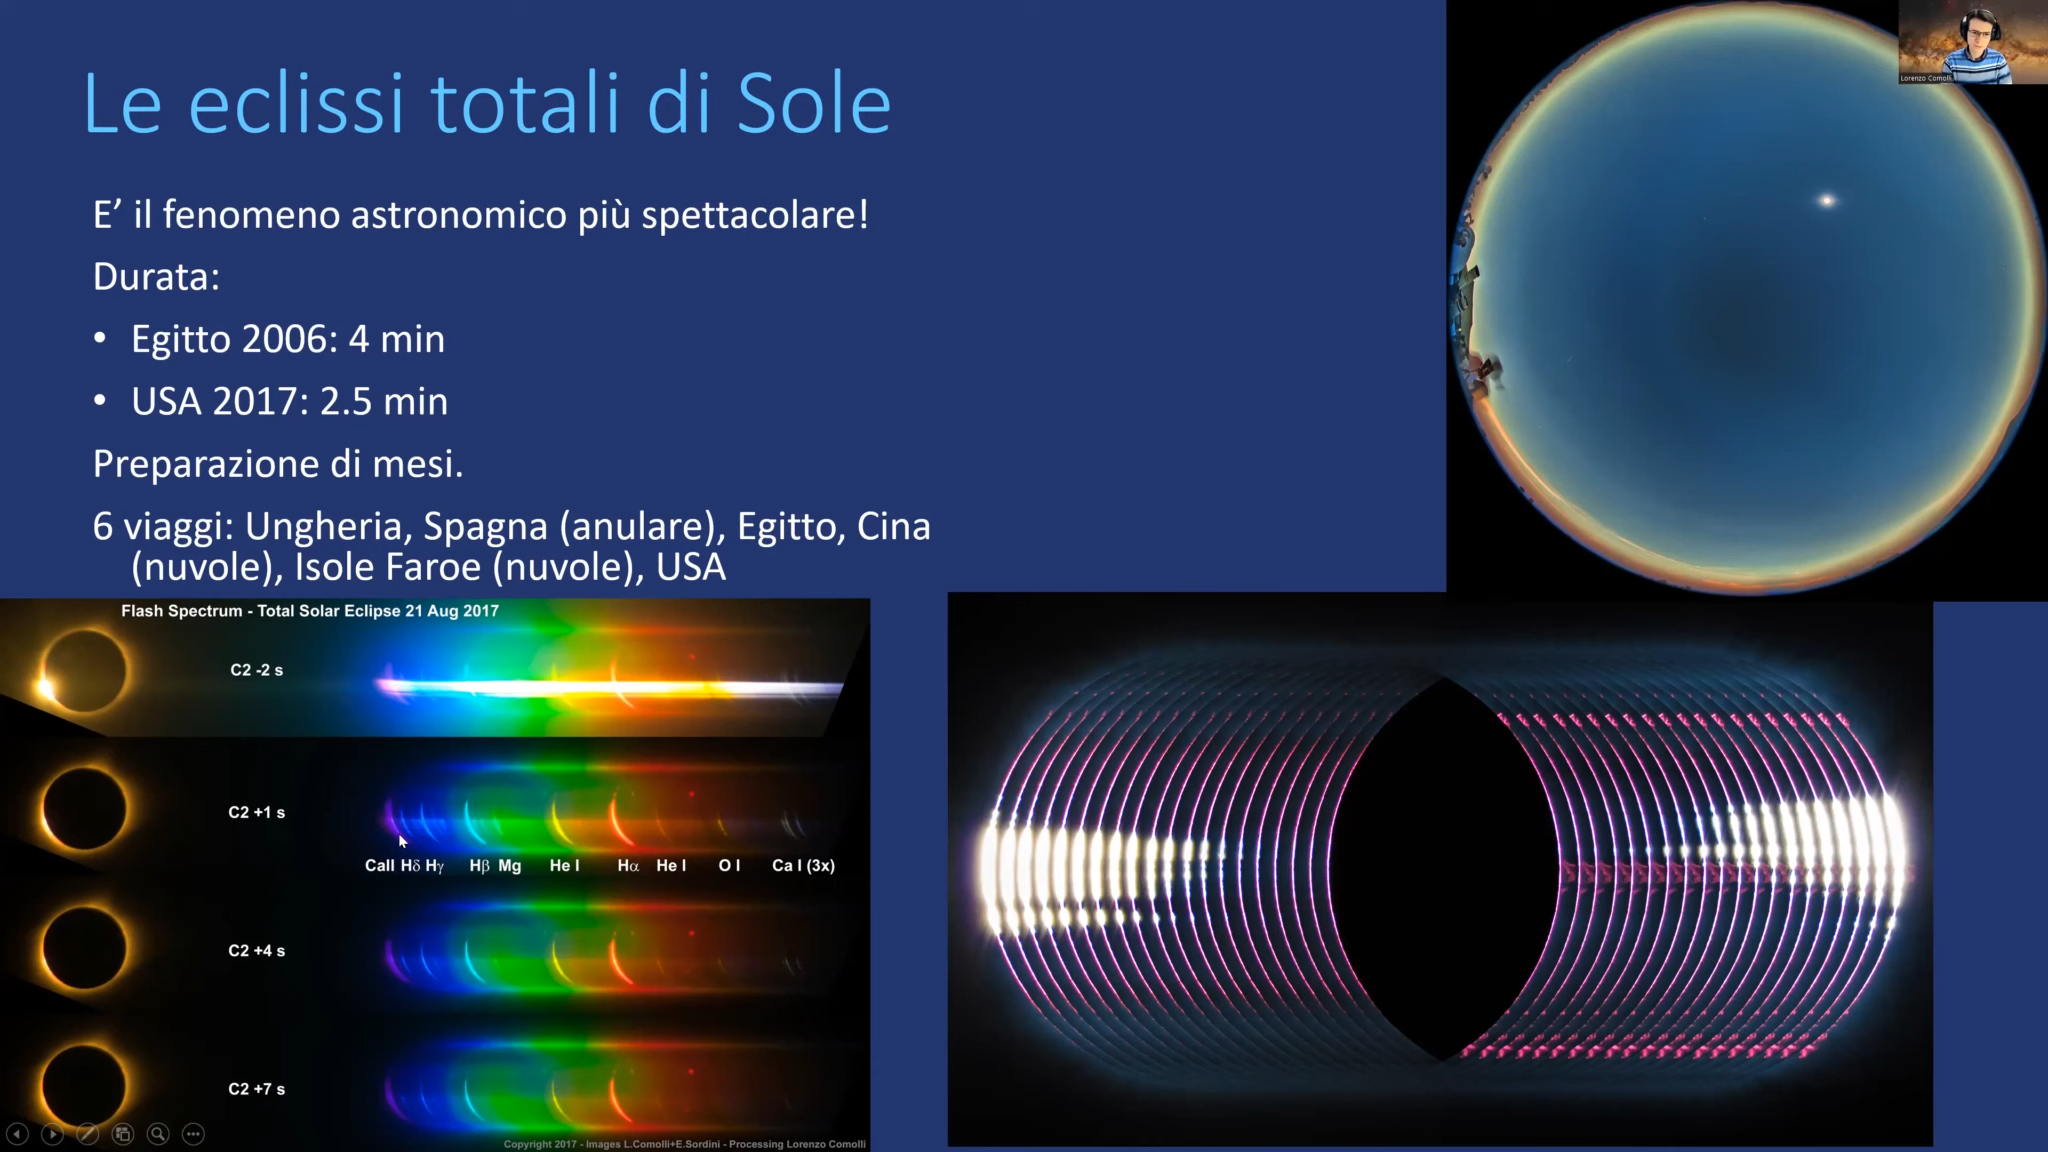 Le eclissi totali di Sole
E’ il fenomeno astronomico più spettacolare!
Durata:
• Egitto 2006: 4 min
• USA 2017: 2.5 min
Preparazione di mesi.
6 viaggi: Ungheria, Spagna (anulare), Egitto, Cina
(nuvole), Isole Faroe (nuvole), USA
Lorenzo Comolli
Flash Spectrum - Total Solar Eclipse 21 Aug 2017
C2 -2 s
C2 +1 s
CaII Hδ Hγ Hβ Mg He I Hα He I O I Ca I (3x)
C2 +4 s
C2 +7 s
Copyright 2017 - Images L.Comolli+E.Sordini - Processing Lorenzo Comolli